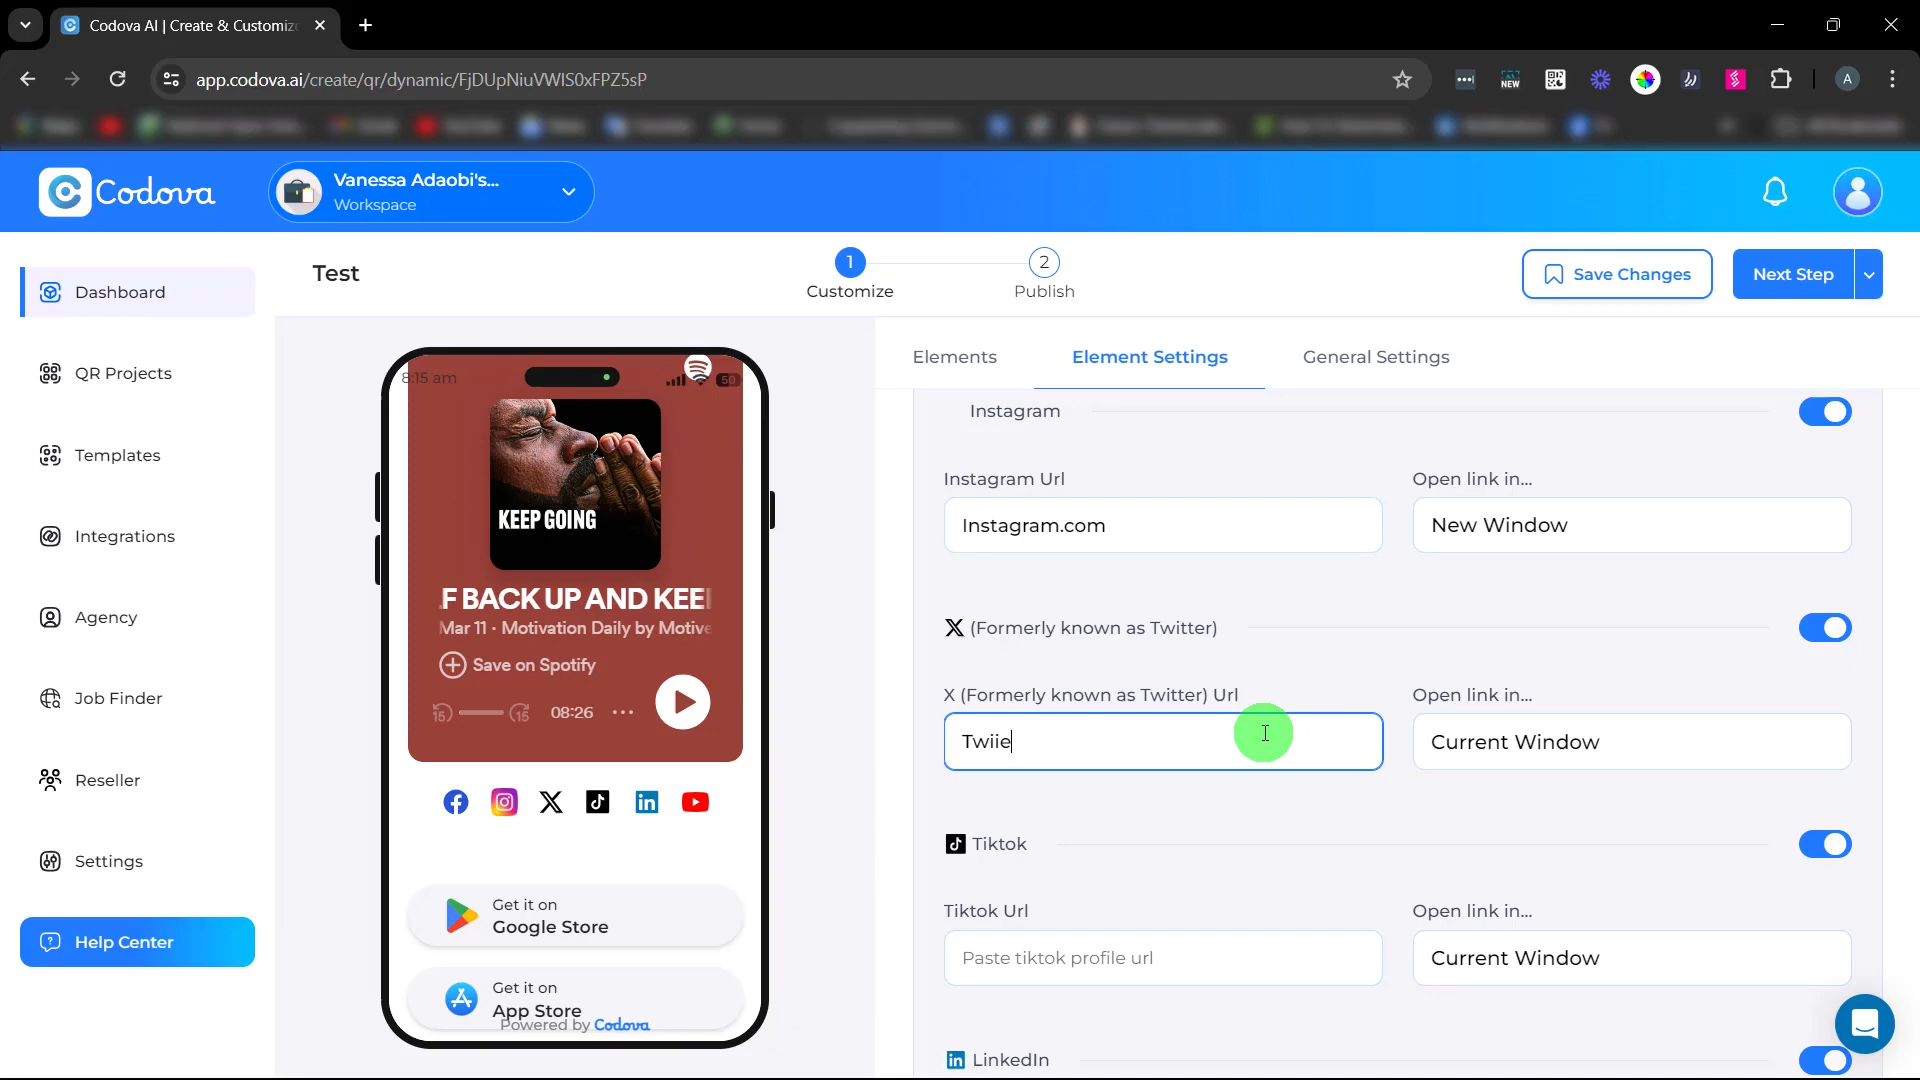 Codova AI | Create & Customiz
app.codova.ai/create/qr/dynamic/FjDUpNiuVWIS0xFPZ5sP
NEW
A
Codova
Vanessa Adaobi's...
Workspace
Dashboard
QR Projects
Templates
Integrations
Agency
Job Finder
Reseller
Settings
Help Center
Test
1
Customize
2
Publish
Save Changes
Next Step
8:15 am
50
KEEP GOING
F BACK UP AND KEE
Mar 11 · Motivation Daily by Motive
Save on Spotify
15
15
08:26
Get it on
Google Store
Get it on
App Store
Powered by Codova
Elements
Element Settings
General Settings
Instagram
Instagram Url
Open link in...
Instagram.com
New Window
X (Formerly known as Twitter)
X (Formerly known as Twitter) Url
Open link in...
Twiie
Current Window
Tiktok
Tiktok Url
Open link in...
Paste tiktok profile url
Current Window
LinkedIn